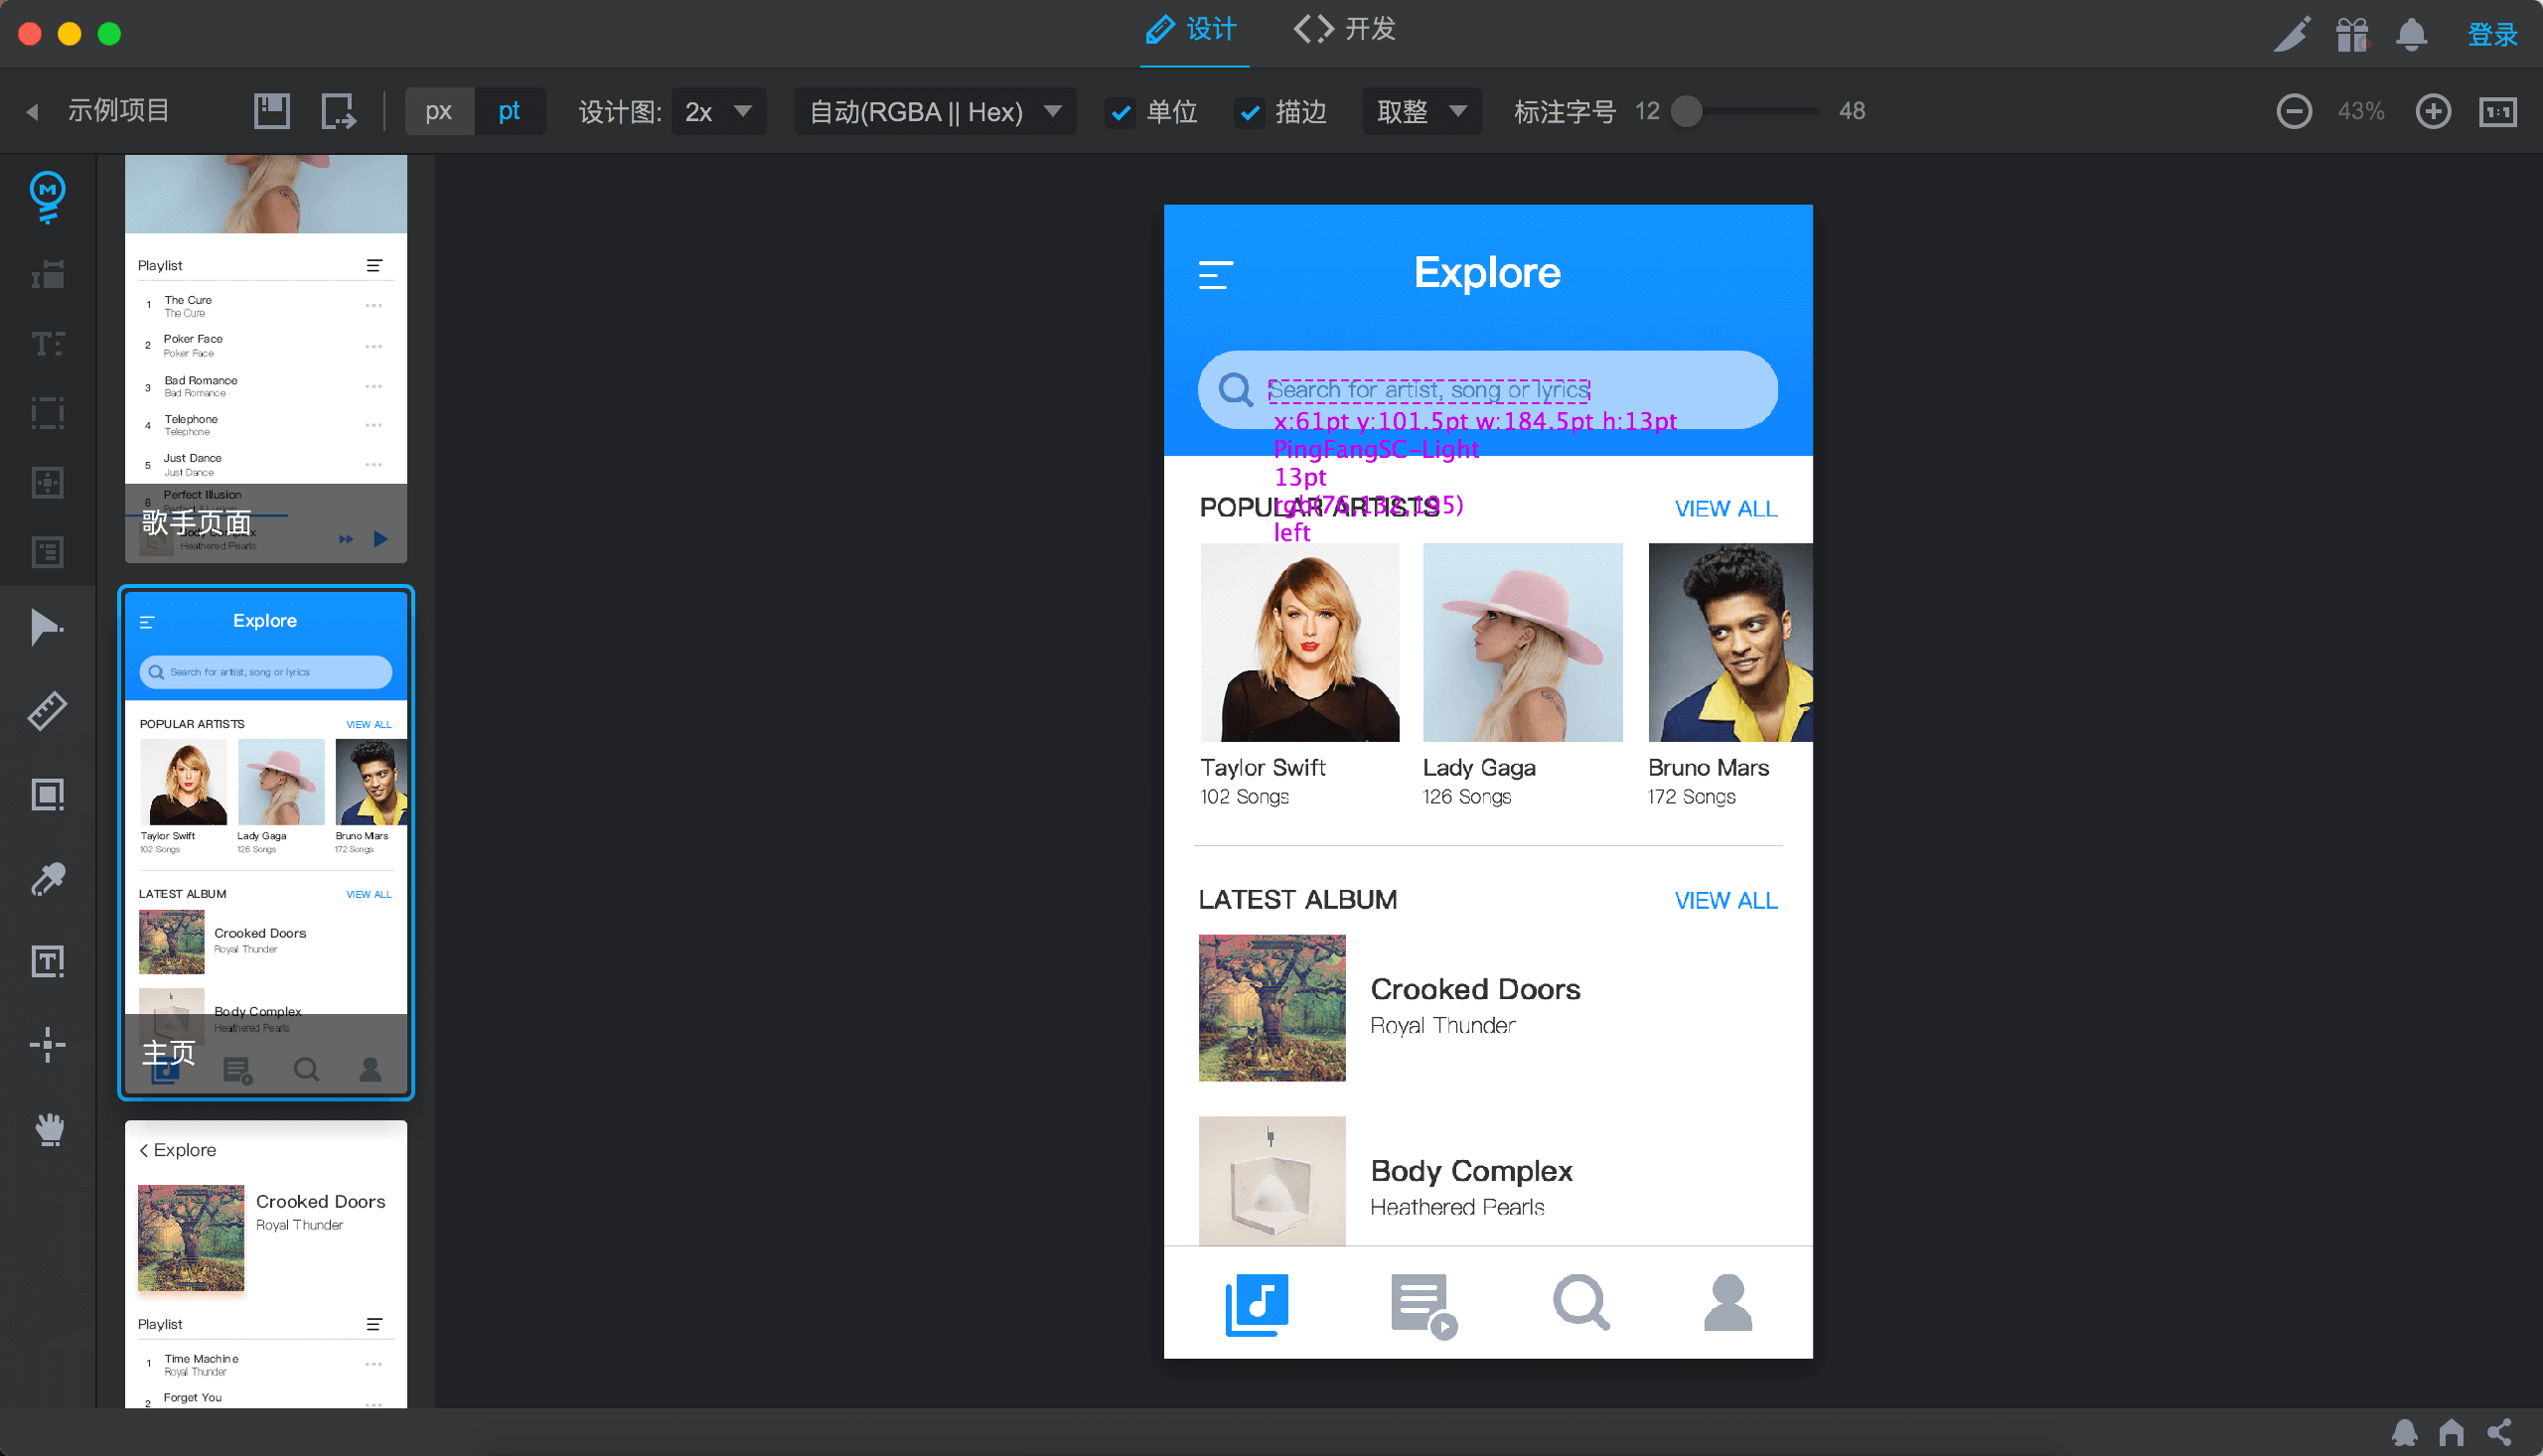 设计
开发
登录
示例项目
px
pt
设计图:
2x
自动(RGBA || Hex)
单位
描边
取整
标注字号
12
48
43%
1:1
Playlist
1
The Cure
The Cure
2
Poker Face
Poker Face
3
Bad Romance
Bad Romance
4
Telephone
Telephone
5
Just Dance
Just Dance
6
Perfect Illusion
Perfect Illusion
歌手页面
Body Complex
Heathered Pearls
Explore
Search for artist, song or lyrics
POPULAR ARTISTS
VIEW ALL
Taylor Swift
102 Songs
Lady Gaga
126 Songs
Bruno Mars
172 Songs
LATEST ALBUM
VIEW ALL
Crooked Doors
Royal Thunder
Body Complex
Heathered Pearls
主页
Explore
Crooked Doors
Royal Thunder
Playlist
1
Time Machine
Royal Thunder
2
Forget You
Explore
Search for artist, song or lyrics
x:61pt y:101.5pt w:184.5pt h:13pt
PingFangSC-Light
13pt
rgb(76,132,195)
left
POPULAR ARTISTS
VIEW ALL
Taylor Swift
102 Songs
Lady Gaga
126 Songs
Bruno Mars
172 Songs
LATEST ALBUM
VIEW ALL
Crooked Doors
Royal Thunder
Body Complex
Heathered Pearls